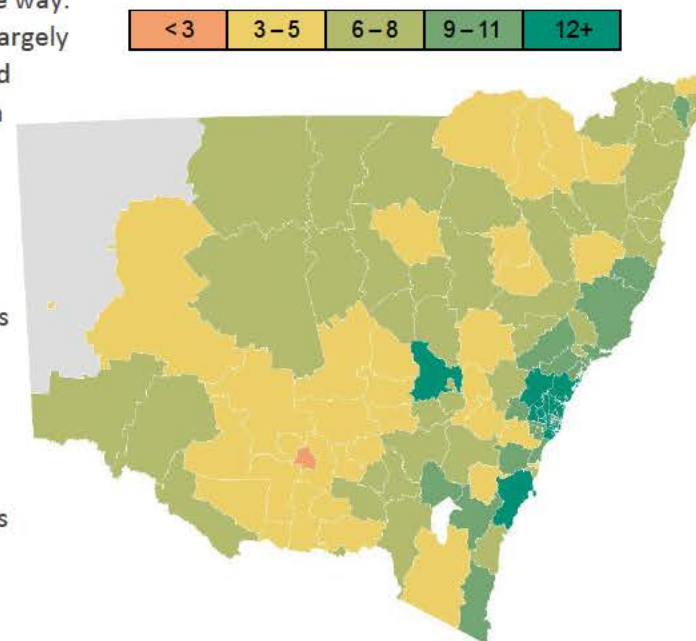 e way.
argely
d
< 3 3 – 5 6 – 8 9 – 11 12+
s
s